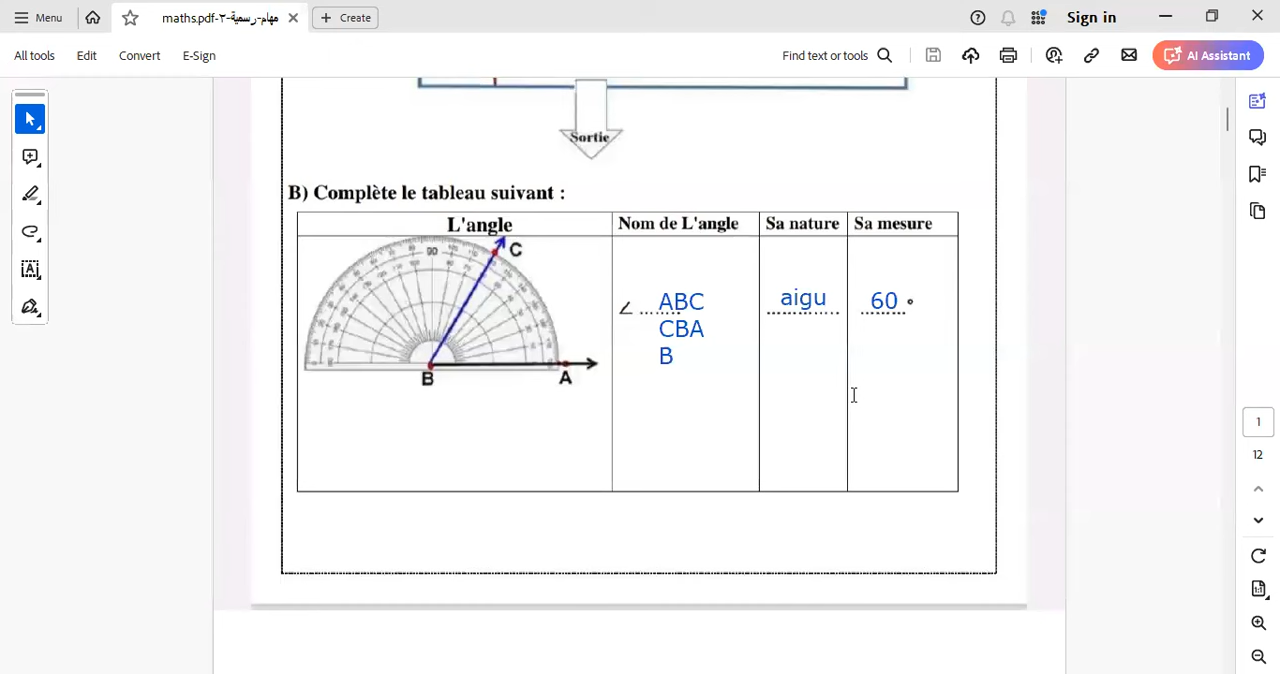 Menu
مهام-رسمية-٢-maths.pdf
Create
Sign in
All tools
Edit
Convert
E-Sign
Find text or tools
AI Assistant
Sortie
B) Complète le tableau suivant :
L'angle
Nom de L'angle
Sa nature
Sa mesure
90
C
B
A
∠ ........ ABC
CBA
B
aigu
60 °
1
12